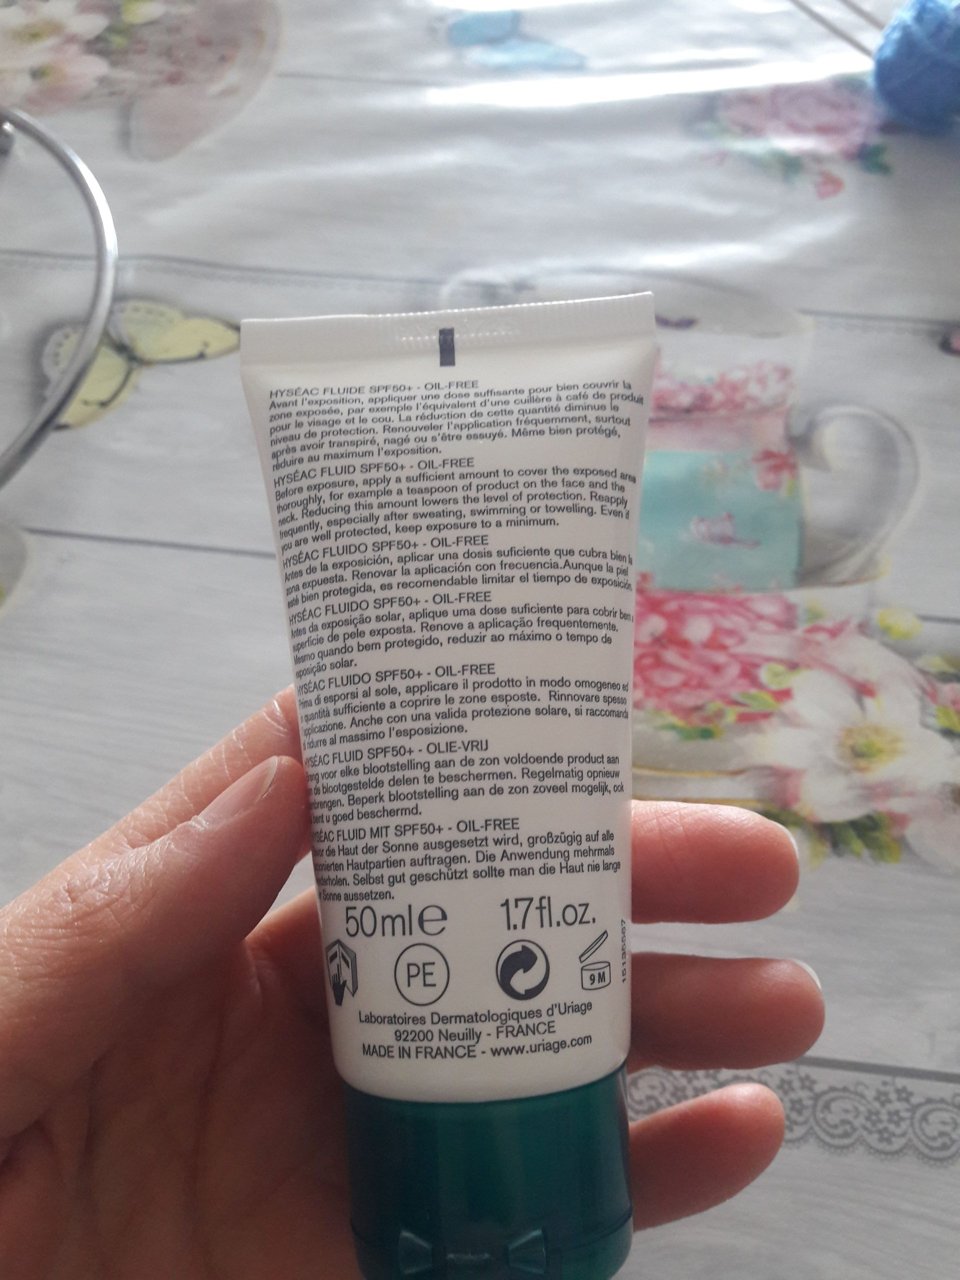 HYSÉAC FLUIDE SPF50+ - OIL-FREE
Avant l'exposition, appliquer une dose suffisante pour bien couvrir la
zone exposée, par exemple l'équivalent d'une cuillère à café de produit
pour le visage et le cou. La réduction de cette quantité diminue le
niveau de protection. Renouveler l'application fréquemment, surtout
après avoir transpiré, nagé ou s'être essuyé. Même bien protégé,
réduire au maximum l'exposition.
HYSÉAC FLUID SPF50+ - OIL-FREE
Before exposure, apply a sufficient amount to cover the exposed area
thoroughly, for example a teaspoon of product on the face and the
neck. Reducing this amount lowers the level of protection. Reapply
frequently, especially after sweating, swimming or towelling. Even if
you are well protected, keep exposure to a minimum.
HYSÉAC FLUIDO SPF50+ - OIL-FREE
Antes de la exposición, aplicar una dosis suficiente que cubra bien la
zona expuesta. Renovar la aplicación con frecuencia.Aunque la piel
esté bien protegida, es recomendable limitar el tiempo de exposición.
HYSÉAC FLUIDO SPF50+ - OIL-FREE
Antes da exposição solar, aplique uma dose suficiente para cobrir bem a
superfície de pele exposta. Renove a aplicação frequentemente.
Mesmo quando bem protegido, reduzir ao máximo o tempo de
exposição solar.
HYSÉAC FLUIDO SPF50+ - OIL-FREE
Prima di esporsi al sole, applicare il prodotto in modo omogeneo ed
quantità sufficiente a coprire le zone esposte. Rinnovare spesso
l'applicazione. Anche con una valida protezione solare, si raccomanda
di ridurre al massimo l'esposizione.
HYSÉAC FLUID SPF50+ - OLIE-VRIJ
voor elke blootstelling aan de zon voldoende product aan
de blootgestelde delen te beschermen. Regelmatig opnieuw
Beperk blootstelling aan de zon zoveel mogelijk, ook
bent u goed beschermd.
HYSÉAC FLUID MIT SPF50+ - OIL-FREE
die Haut der Sonne ausgesetzt wird, großzügig auf alle
Hautpartien auftragen. Die Anwendung mehrmals
Selbst gut geschützt sollte man die Haut nie lange
Sonne aussetzen.
50ml℮ 1.7fl.oz.
PE 9M
Laboratoires Dermatologiques d'Uriage
92200 Neuilly - FRANCE
MADE IN FRANCE - www.uriage.com